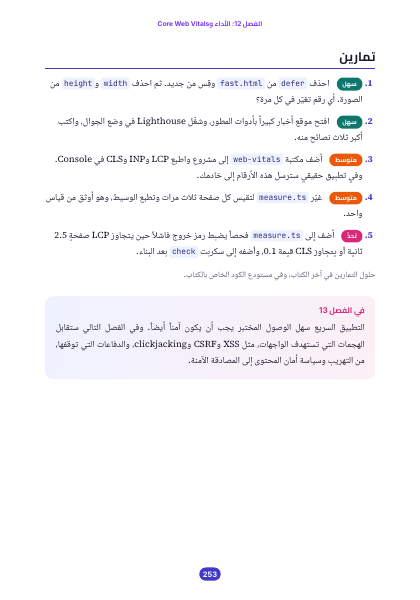 الفصل 12: الأداء وCore Web Vitals
تمارين
1. سهل احذف defer من fast.html وقِس من جديد. ثم احذف width و height من
الصورة. أي رقم تغيّر في كل مرة؟
2. سهل افتح موقع أخبار كبيراً بأدوات المطور، وشغّل Lighthouse في وضع الجوال، واكتب
أكبر ثلاث نصائح منه.
3. متوسط أضف مكتبة web-vitals إلى مشروع واطبع LCP وINP وCLS في Console.
وفي تطبيق حقيقي سترسل هذه الأرقام إلى خادمك.
4. متوسط غيّر measure.ts لتقيس كل صفحة ثلاث مرات وتطبع الوسيط، وهو أوثق من قياس
واحد.
5. تحدٍّ أضف إلى measure.ts فحصاً يضبط رمز خروج فاشلاً حين يتجاوز LCP صفحةٍ 2.5
ثانية أو يتجاوز CLS قيمة 0.1، وأضفه إلى سكربت check بعد البناء.
حلول التمارين في آخر الكتاب، وفي مستودع الكود الخاص بالكتاب.
في الفصل 13
التطبيق السريع سهل الوصول المختبر يجب أن يكون آمناً أيضاً. وفي الفصل التالي ستقابل
الهجمات التي تستهدف الواجهات، مثل XSS وCSRF وclickjacking، والدفاعات التي توقفها،
من التهريب وسياسة أمان المحتوى إلى المصادقة الآمنة.
253